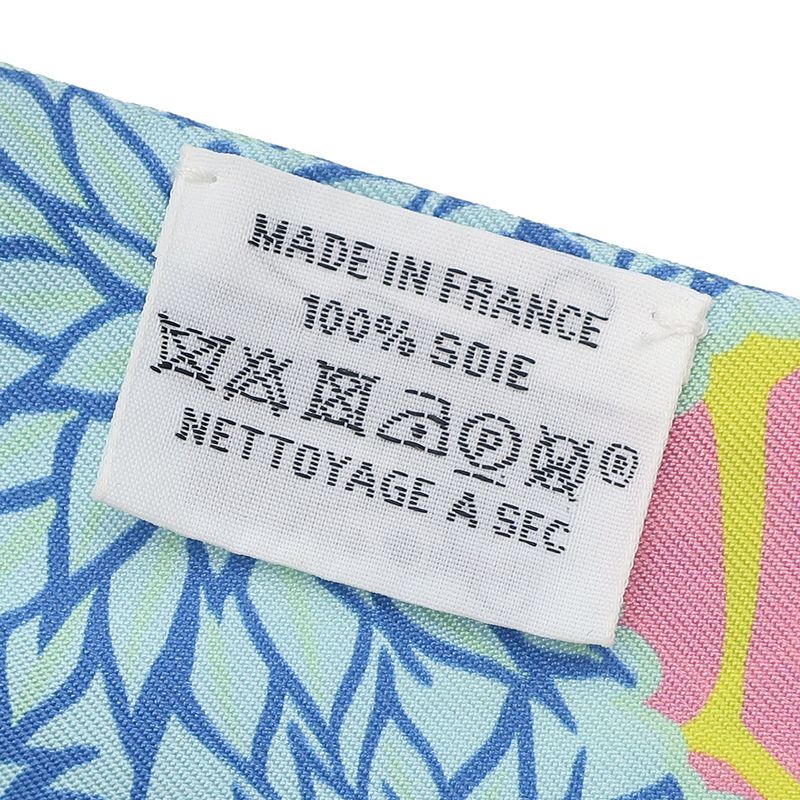 MADE IN FRANCE
100% SOIE
P ®
NETTOYAGE A SEC